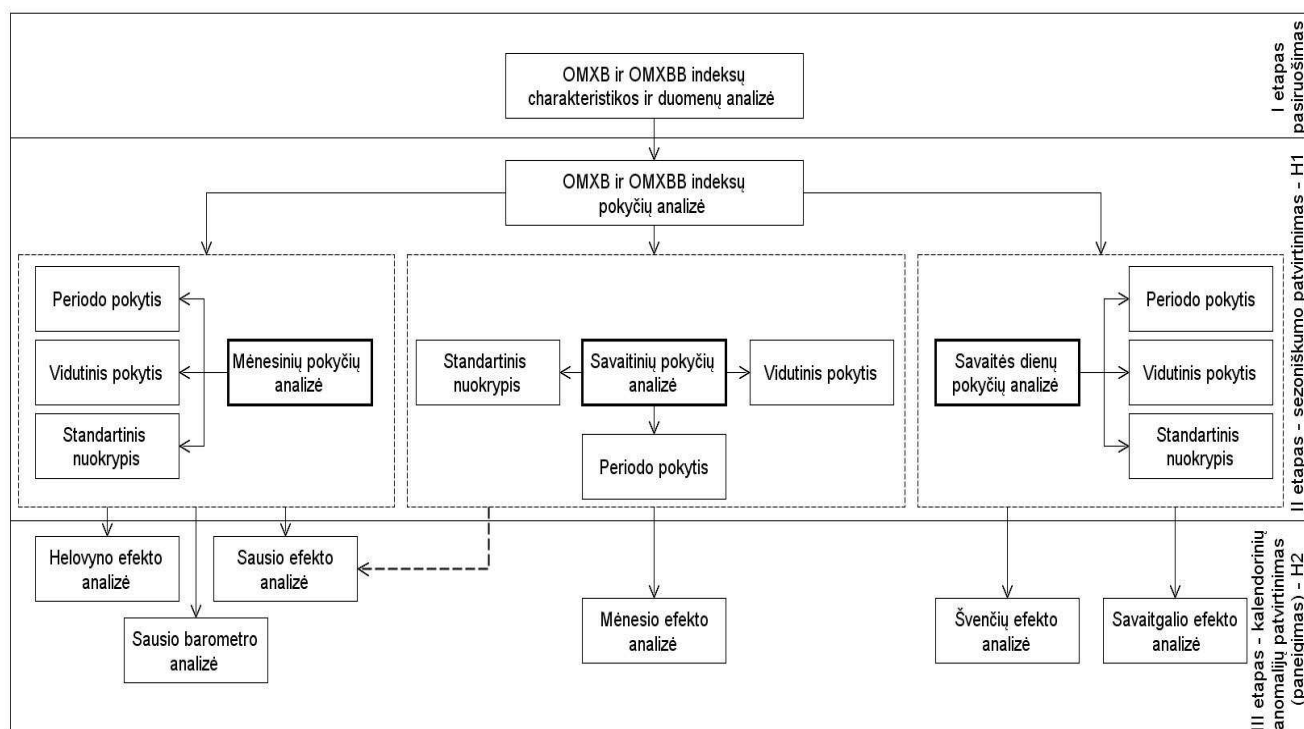 I etapas
pasiruošimas
OMXB ir OMXBB indeksų
charakteristikos ir duomenų analizė
II etapas - sezoniškumo patvirtinimas - H1
OMXB ir OMXBB indeksų
pokyčių analizė
Periodo pokytis
Vidutinis pokytis
Standartinis
nuokrypis
Mėnesinių pokyčių
analizė
Standartinis
nuokrypis
Savaitinių pokyčių
analizė
Vidutinis pokytis
Periodo pokytis
Savaitės dienų
pokyčių analizė
Periodo pokytis
Vidutinis pokytis
Standartinis
nuokrypis
III etapas - kalendorinių
anomalijų patvirtinimas
(paneigimas) - H2
Helovyno efekto
analizė
Sausio barometro
analizė
Sausio efekto
analizė
Mėnesio efekto
analizė
Švenčių efekto
analizė
Savaitgalio efekto
analizė